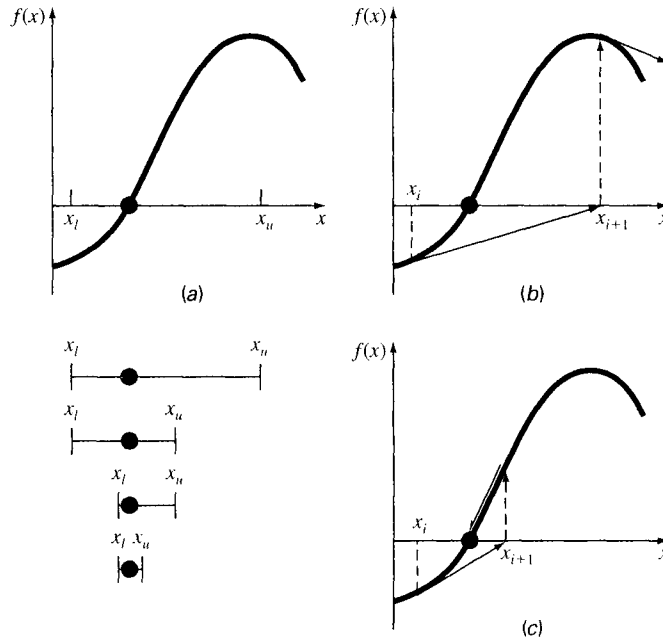 f(x)
x_l
x_u
x
(a)
f(x)
x_i
x_{i+1}
x
(b)
x_l x_u
x_l x_u
x_l x_u
x_l x_u
f(x)
x_i
x_{i+1}
x
(c)